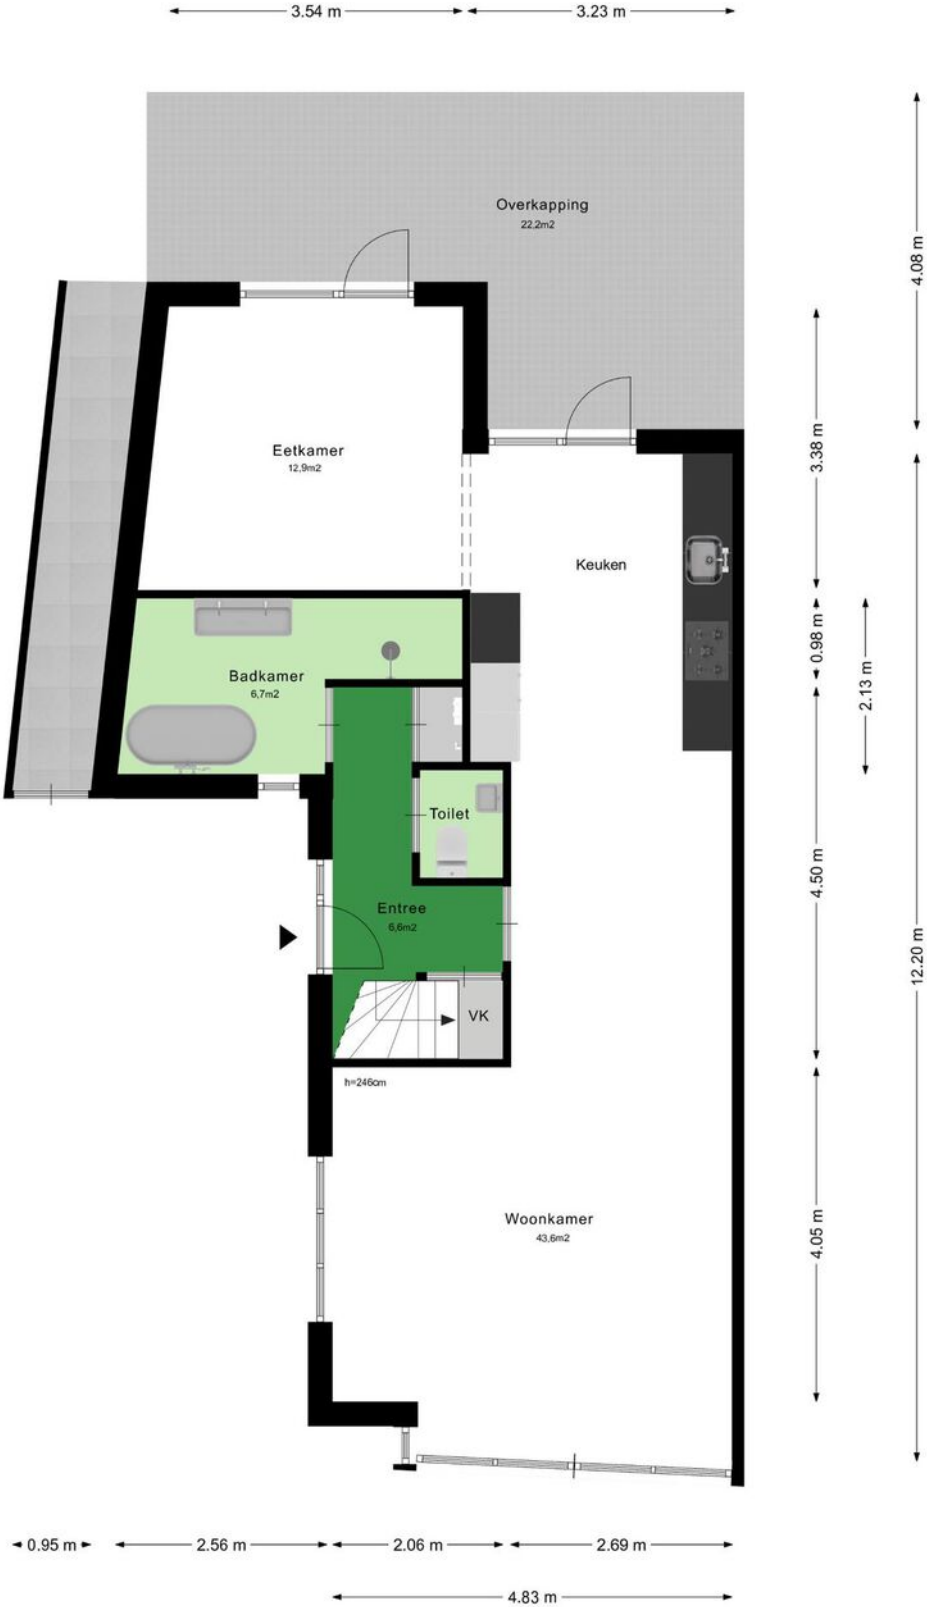 3.54 m
3.23 m
Overkapping
22,2m2
4.08 m
Eetkamer
12,9m2
3.38 m
Keuken
0.98 m
2.13 m
Badkamer
6,7m2
Toilet
4.50 m
Entree
6,6m2
12.20 m
VK
h=246cm
Woonkamer
43,6m2
4.05 m
0.95 m
2.56 m
2.06 m
2.69 m
4.83 m